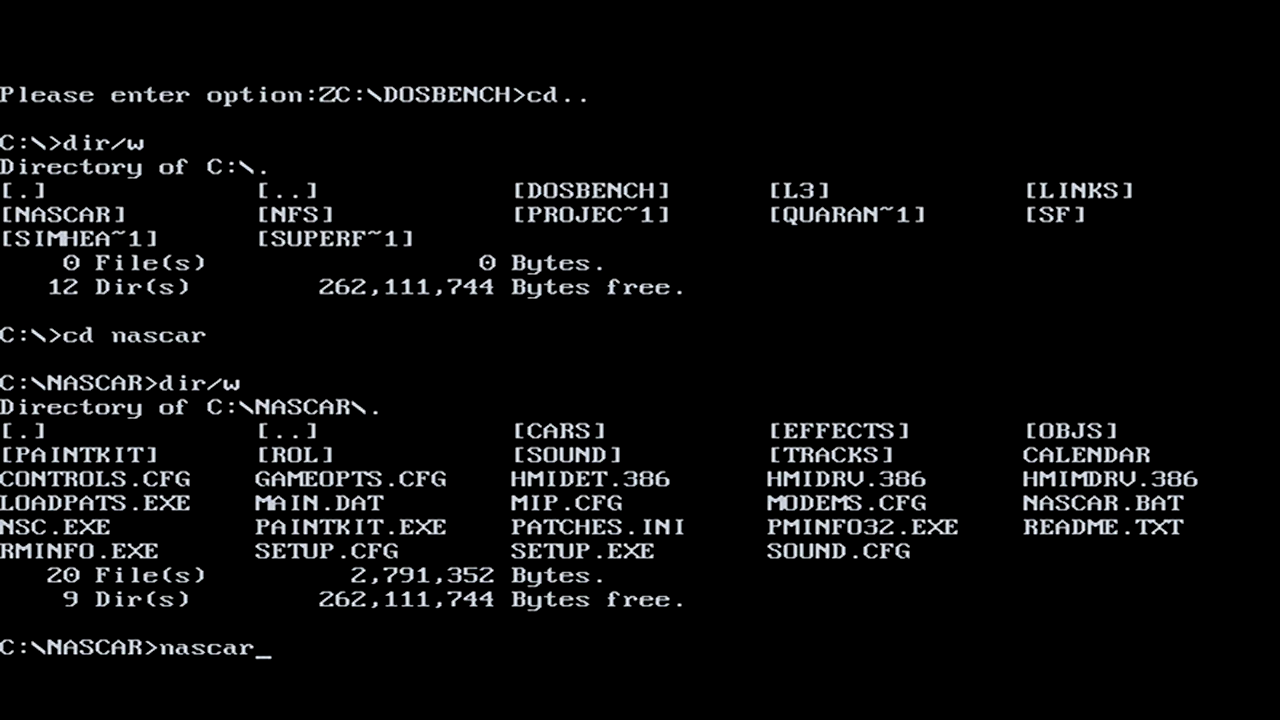 Please enter option:ZC:\DOSBENCH>cd..
C:\>dir/w
Directory of C:\.
[.] [..] [DOSBENCH] [L3] [LINKS]
[NASCAR] [NFS] [PROJEC~1] [QUARAN~1] [SF]
[SIMHEA~1] [SUPERF~1]
0 File(s) 0 Bytes.
12 Dir(s) 262,111,744 Bytes free.
C:\>cd nascar
C:\NASCAR>dir/w
Directory of C:\NASCAR\.
[.] [..] [CARS] [EFFECTS] [OBJS]
[PAINTKIT] [ROL] [SOUND] [TRACKS] CALENDAR
CONTROLS.CFG GAMEOPTS.CFG HMIDET.386 HMIDRV.386 HMIMDRV.386
LOADPATS.EXE MAIN.DAT MIP.CFG MODEMS.CFG NASCAR.BAT
NSC.EXE PAINTKIT.EXE PATCHES.INI PMINFO32.EXE README.TXT
RMINFO.EXE SETUP.CFG SETUP.EXE SOUND.CFG
20 File(s) 2,791,352 Bytes.
9 Dir(s) 262,111,744 Bytes free.
C:\NASCAR>nascar_